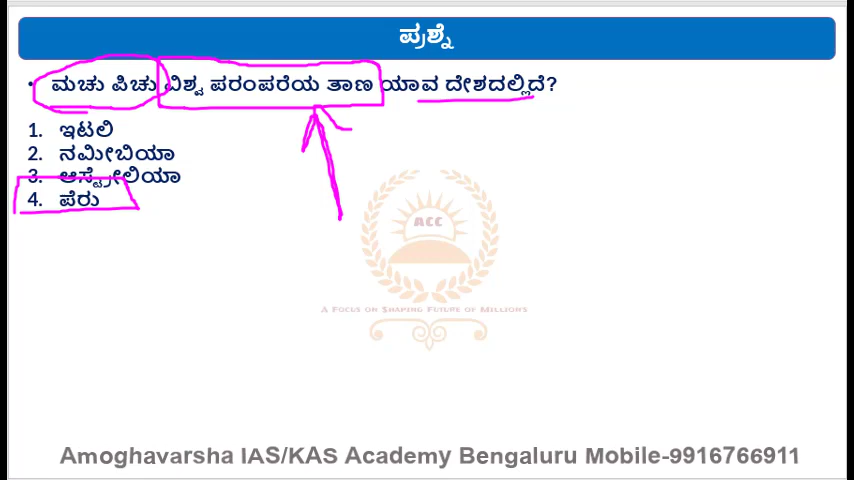 ಪ್ರಶ್ನೆ
• ಮಚು ಪಿಚು ವಿಶ್ವ ಪರಂಪರೆಯ ತಾಣ ಯಾವ ದೇಶದಲ್ಲಿದೆ?
1. ಇಟಲಿ
2. ನಮೀಬಿಯಾ
3. ಆಸ್ಟ್ರೇಲಿಯಾ
4. ಪೆರು
ACC
A Focus on Shaping Future of Millions
Amoghavarsha IAS/KAS Academy Bengaluru Mobile-9916766911